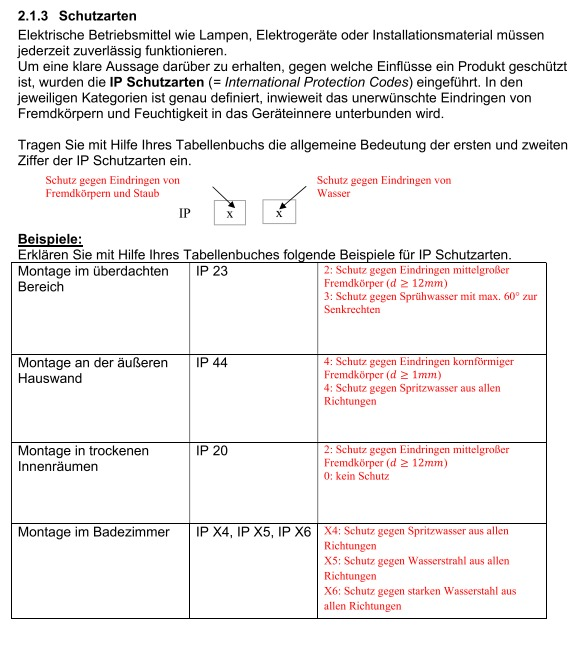 2.1.3 Schutzarten
Elektrische Betriebsmittel wie Lampen, Elektrogeräte oder Installationsmaterial müssen
jederzeit zuverlässig funktionieren.
Um eine klare Aussage darüber zu erhalten, gegen welche Einflüsse ein Produkt geschützt
ist, wurden die IP Schutzarten (= International Protection Codes) eingeführt. In den
jeweiligen Kategorien ist genau definiert, inwieweit das unerwünschte Eindringen von
Fremdkörpern und Feuchtigkeit in das Geräteinnere unterbunden wird.
Tragen Sie mit Hilfe Ihres Tabellenbuchs die allgemeine Bedeutung der ersten und zweiten
Ziffer der IP Schutzarten ein.
Schutz gegen Eindringen von
Fremdkörpern und Staub
Schutz gegen Eindringen von
Wasser
IP x x
Beispiele:
Erklären Sie mit Hilfe Ihres Tabellenbuches folgende Beispiele für IP Schutzarten.
Montage im überdachten
Bereich
IP 23
2: Schutz gegen Eindringen mittelgroßer
Fremdkörper (d ≥ 12mm)
3: Schutz gegen Sprühwasser mit max. 60° zur
Senkrechten
Montage an der äußeren
Hauswand
IP 44
4: Schutz gegen Eindringen kornförmiger
Fremdkörper (d ≥ 1mm)
4: Schutz gegen Spritzwasser aus allen
Richtungen
Montage in trockenen
Innenräumen
IP 20
2: Schutz gegen Eindringen mittelgroßer
Fremdkörper (d ≥ 12mm)
0: kein Schutz
Montage im Badezimmer
IP X4, IP X5, IP X6
X4: Schutz gegen Spritzwasser aus allen
Richtungen
X5: Schutz gegen Wasserstrahl aus allen
Richtungen
X6: Schutz gegen starken Wasserstahl aus
allen Richtungen